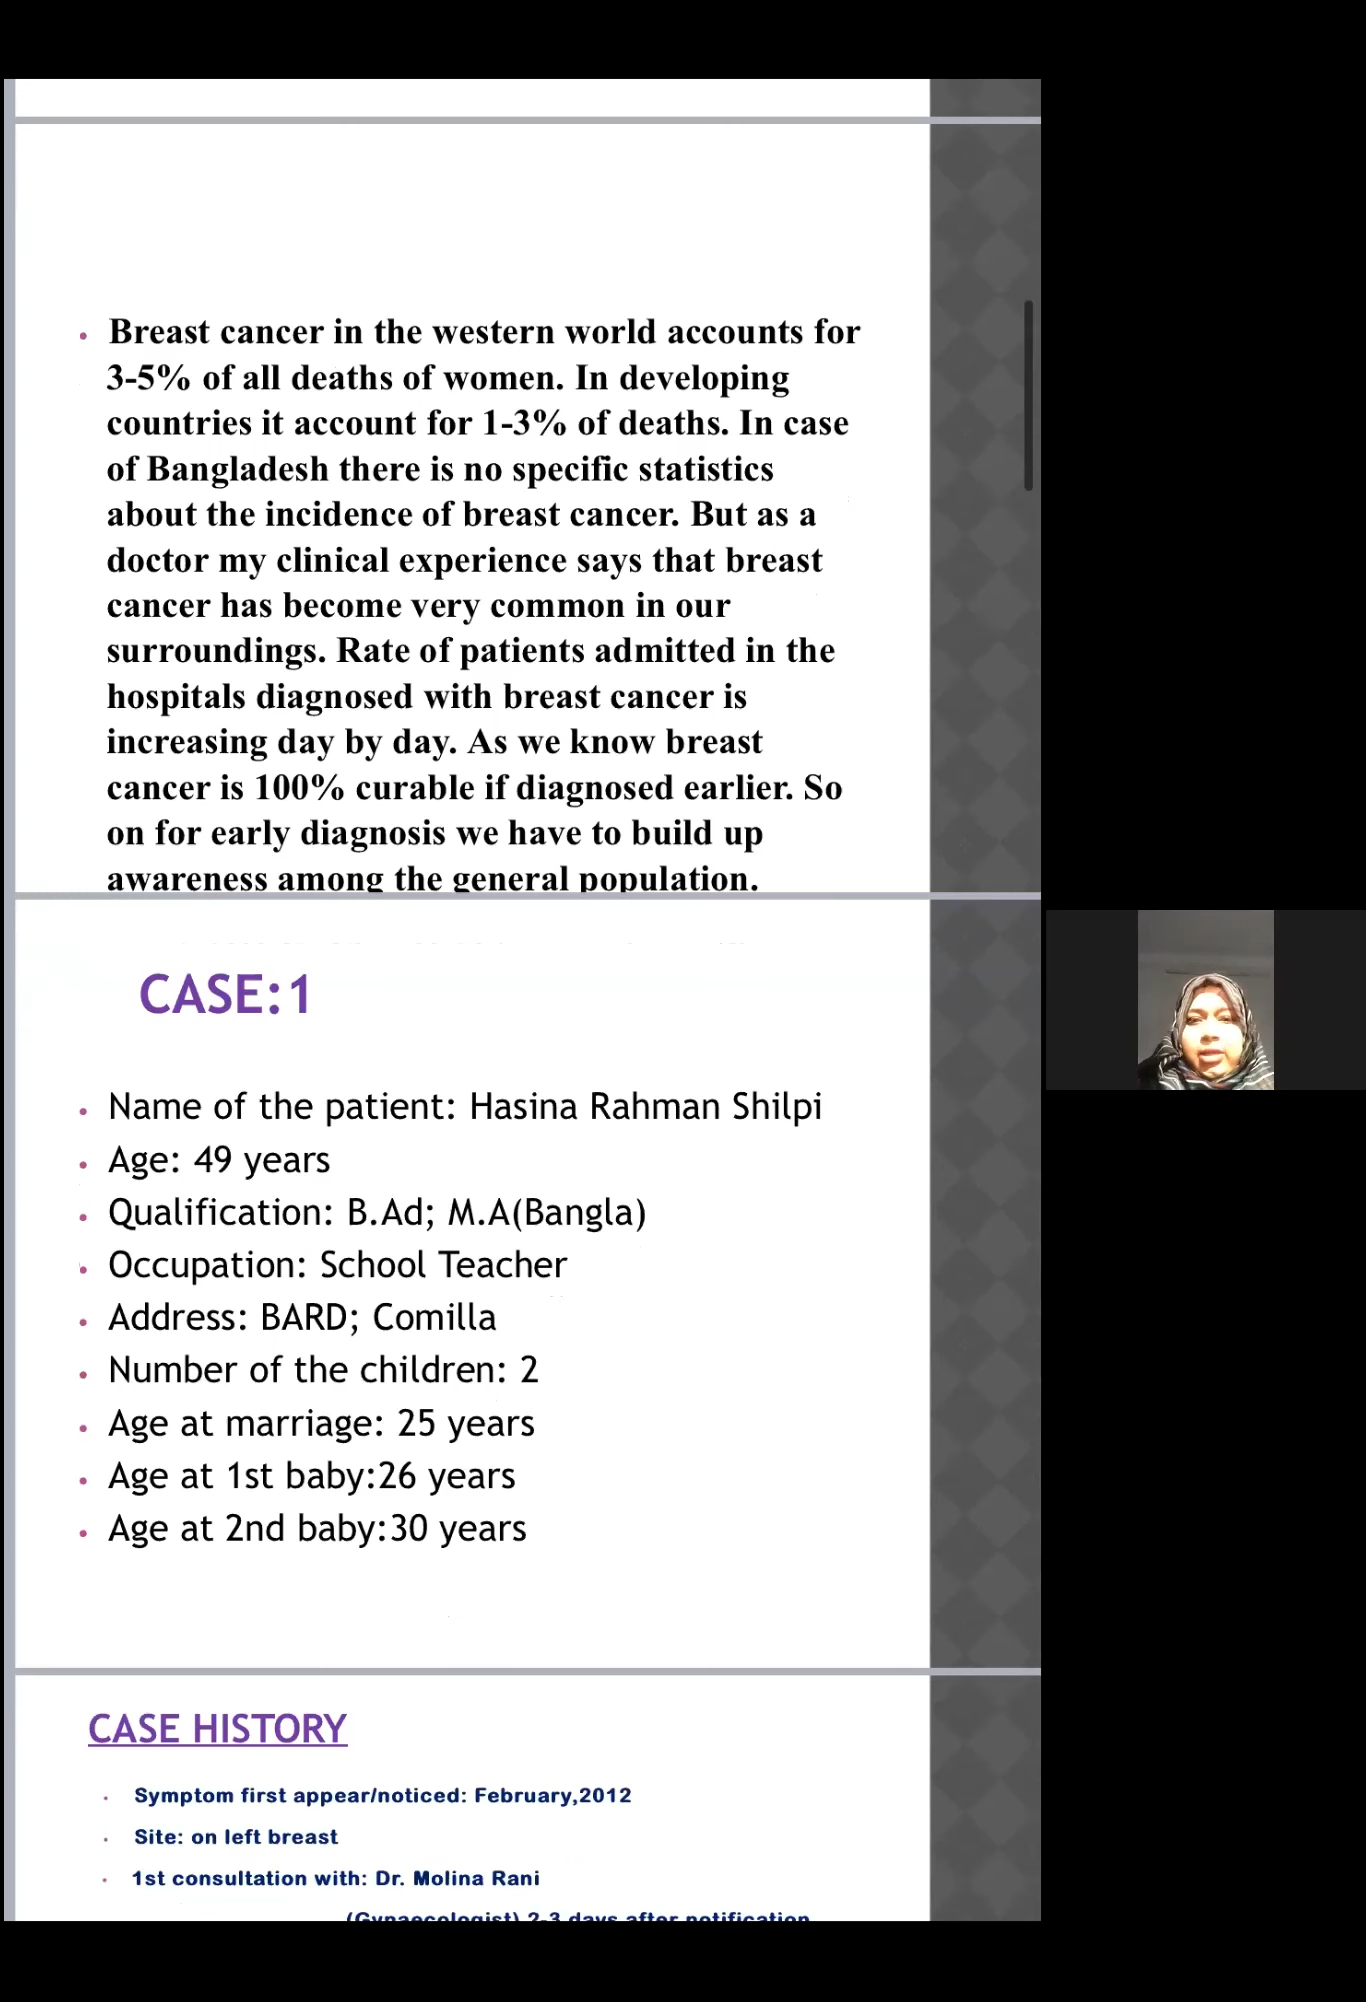 Breast cancer in the western world accounts for
3-5% of all deaths of women. In developing
countries it account for 1-3% of deaths. In case
of Bangladesh there is no specific statistics
about the incidence of breast cancer. But as a
doctor my clinical experience says that breast
cancer has become very common in our
surroundings. Rate of patients admitted in the
hospitals diagnosed with breast cancer is
increasing day by day. As we know breast
cancer is 100% curable if diagnosed earlier. So
on for early diagnosis we have to build up
awareness among the general population.
CASE:1
Name of the patient: Hasina Rahman Shilpi
Age: 49 years
Qualification: B.Ad; M.A(Bangla)
Occupation: School Teacher
Address: BARD; Comilla
Number of the children: 2
Age at marriage: 25 years
Age at 1st baby:26 years
Age at 2nd baby:30 years
CASE HISTORY
Symptom first appear/noticed: February,2012
Site: on left breast
1st consultation with: Dr. Molina Rani
(Gynaecologist) 2-3 days after notification